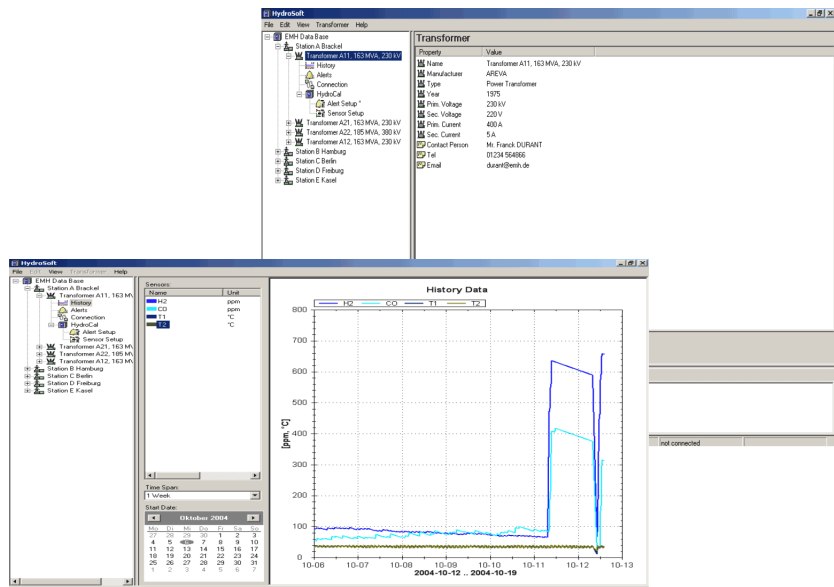 HydroSoft
File Edit View Transformer Help
EMH Data Base
Station A Brackel
Transformer A11, 163 MVA, 230 kV
History
Alerts
Connection
HydroCal
Alert Setup *
Sensor Setup
Transformer A21, 163 MVA, 230 kV
Transformer A22, 185 MVA, 380 kV
Transformer A12, 163 MVA, 230 kV
Station B Hamburg
Station C Berlin
Station D Freiburg
Station E Kasel
Transformer
Property Value
Name Transformer A11, 163 MVA, 230 kV
Manufacturer AREVA
Type Power Transformer
Year 1975
Prim. Voltage 230 kV
Sec. Voltage 220 V
Prim. Current 400 A
Sec. Current 5 A
Contact Person Mr. Franck DURANT
Tel 01234 564866
Email durant@emh.de
not connected
HydroSoft
File Edit View Transformer Help
EMH Data Base
Station A Brackel
Transformer A11, 163 M\
History
Alerts
Connection
HydroCal
Alert Setup
Sensor Setup
Transformer A21, 163 M\
Transformer A22, 185 M\
Transformer A12, 163 M\
Station B Hamburg
Station C Berlin
Station D Freiburg
Station E Kasel
Sensors:
Name Unit
H2 ppm
CO ppm
T1 °C
T2 °C
Time Span:
1 Week
Start Date:
Oktober 2004
Mo Di Mi Do Fr Sa So
27 28 29 30 1 2 3
4 5 6 7 8 9 10
11 12 13 14 15 16 17
18 19 20 21 22 23 24
25 26 27 28 29 30 31
1 2 3 4 5 6 7
History Data
H2 CO T1 T2
800
700
600
500
400
300
200
100
0
[ppm, °C]
10-06 10-07 10-08 10-09 10-10 10-11 10-12 10-13
2004-10-12 .. 2004-10-19